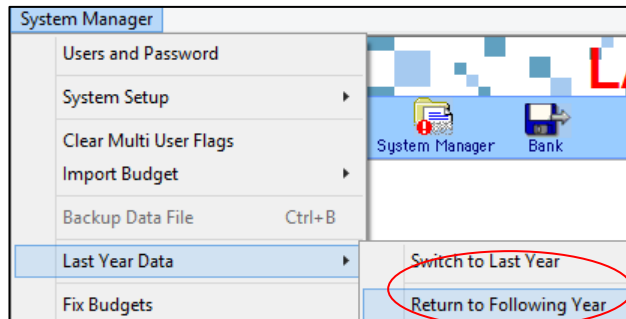 System Manager
Users and Password
System Setup
Clear Multi User Flags
Import Budget
Backup Data File Ctrl+B
Last Year Data
Fix Budgets
System Manager Bank
Switch to Last Year
Return to Following Year